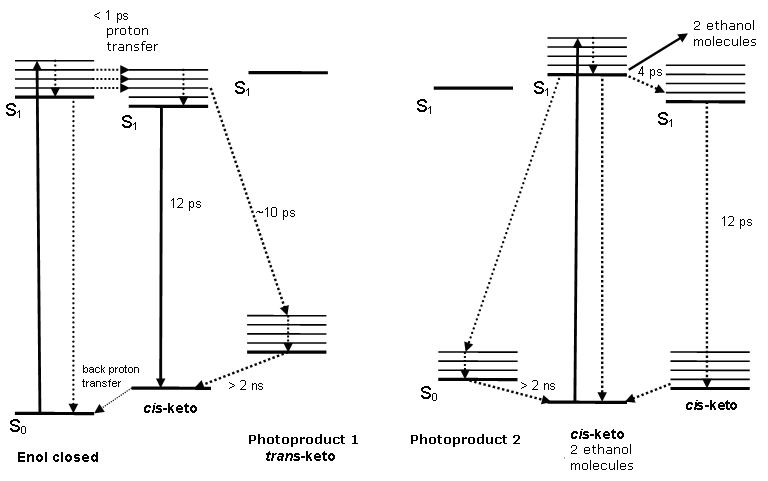 < 1 ps
proton
transfer
S1
S1
S1
12 ps
~10 ps
back proton
transfer
> 2 ns
cis-keto
S0
Enol closed
Photoproduct 1
trans-keto
2 ethanol
molecules
4 ps
S1
S1
S1
12 ps
> 2 ns
S0
cis-keto
Photoproduct 2
cis-keto
2 ethanol
molecules